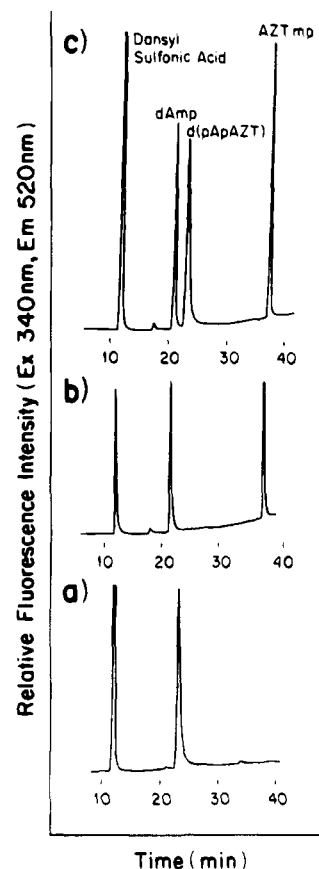 c)
Dansyl
Sulfonic Acid
dAmp
d(pApAZT)
AZTmp
10 20 30 40
b)
10 20 30 40
a)
10 20 30 40
Relative Fluorescence Intensity (Ex 340nm, Em 520nm)
Time (min)